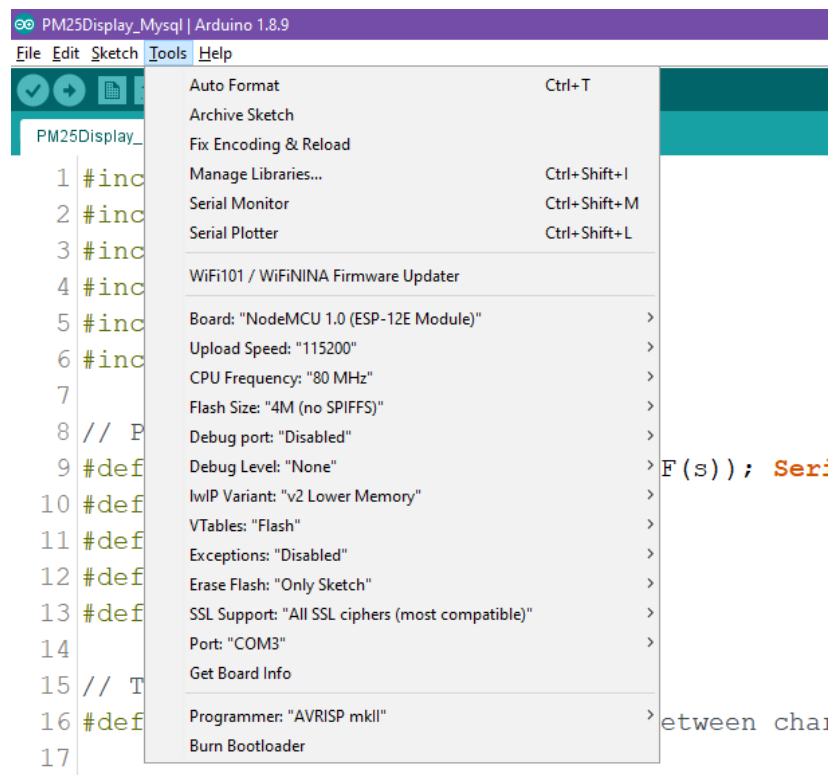 PM25Display_Mysql | Arduino 1.8.9
File Edit Sketch Tools Help
PM25Display_
Auto Format Ctrl+T
Archive Sketch
Fix Encoding & Reload
Manage Libraries... Ctrl+Shift+I
Serial Monitor Ctrl+Shift+M
Serial Plotter Ctrl+Shift+L
WiFi101 / WiFiNINA Firmware Updater
Board: "NodeMCU 1.0 (ESP-12E Module)"
Upload Speed: "115200"
CPU Frequency: "80 MHz"
Flash Size: "4M (no SPIFFS)"
Debug port: "Disabled"
Debug Level: "None"
lwIP Variant: "v2 Lower Memory"
VTables: "Flash"
Exceptions: "Disabled"
Erase Flash: "Only Sketch"
SSL Support: "All SSL ciphers (most compatible)"
Port: "COM3"
Get Board Info
Programmer: "AVRISP mkII"
Burn Bootloader
1 #inc
2 #inc
3 #inc
4 #inc
5 #inc
6 #inc
7
8 // P
9 #def F(s)); Seri
10 #def
11 #def
12 #def
13 #def
14
15 // T
16 #def etween char
17